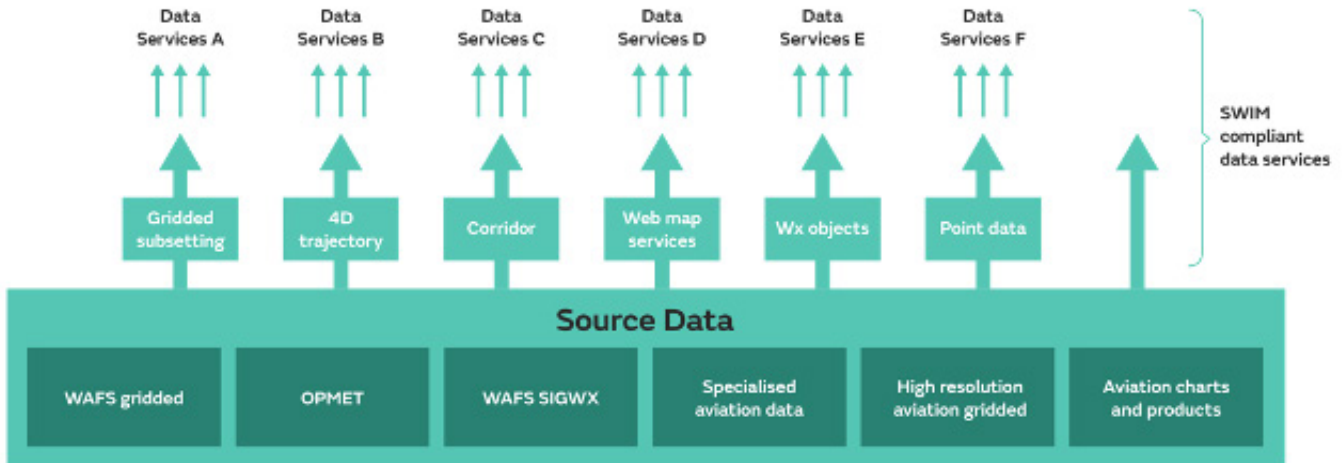 Data
Services A
Data
Services B
Data
Services C
Data
Services D
Data
Services E
Data
Services F
SWIM
compliant
data services
Gridded
subsetting
4D
trajectory
Corridor
Web map
services
Wx objects
Point data
Source Data
WAFS gridded
OPMET
WAFS SIGWX
Specialised
aviation data
High resolution
aviation gridded
Aviation charts
and products